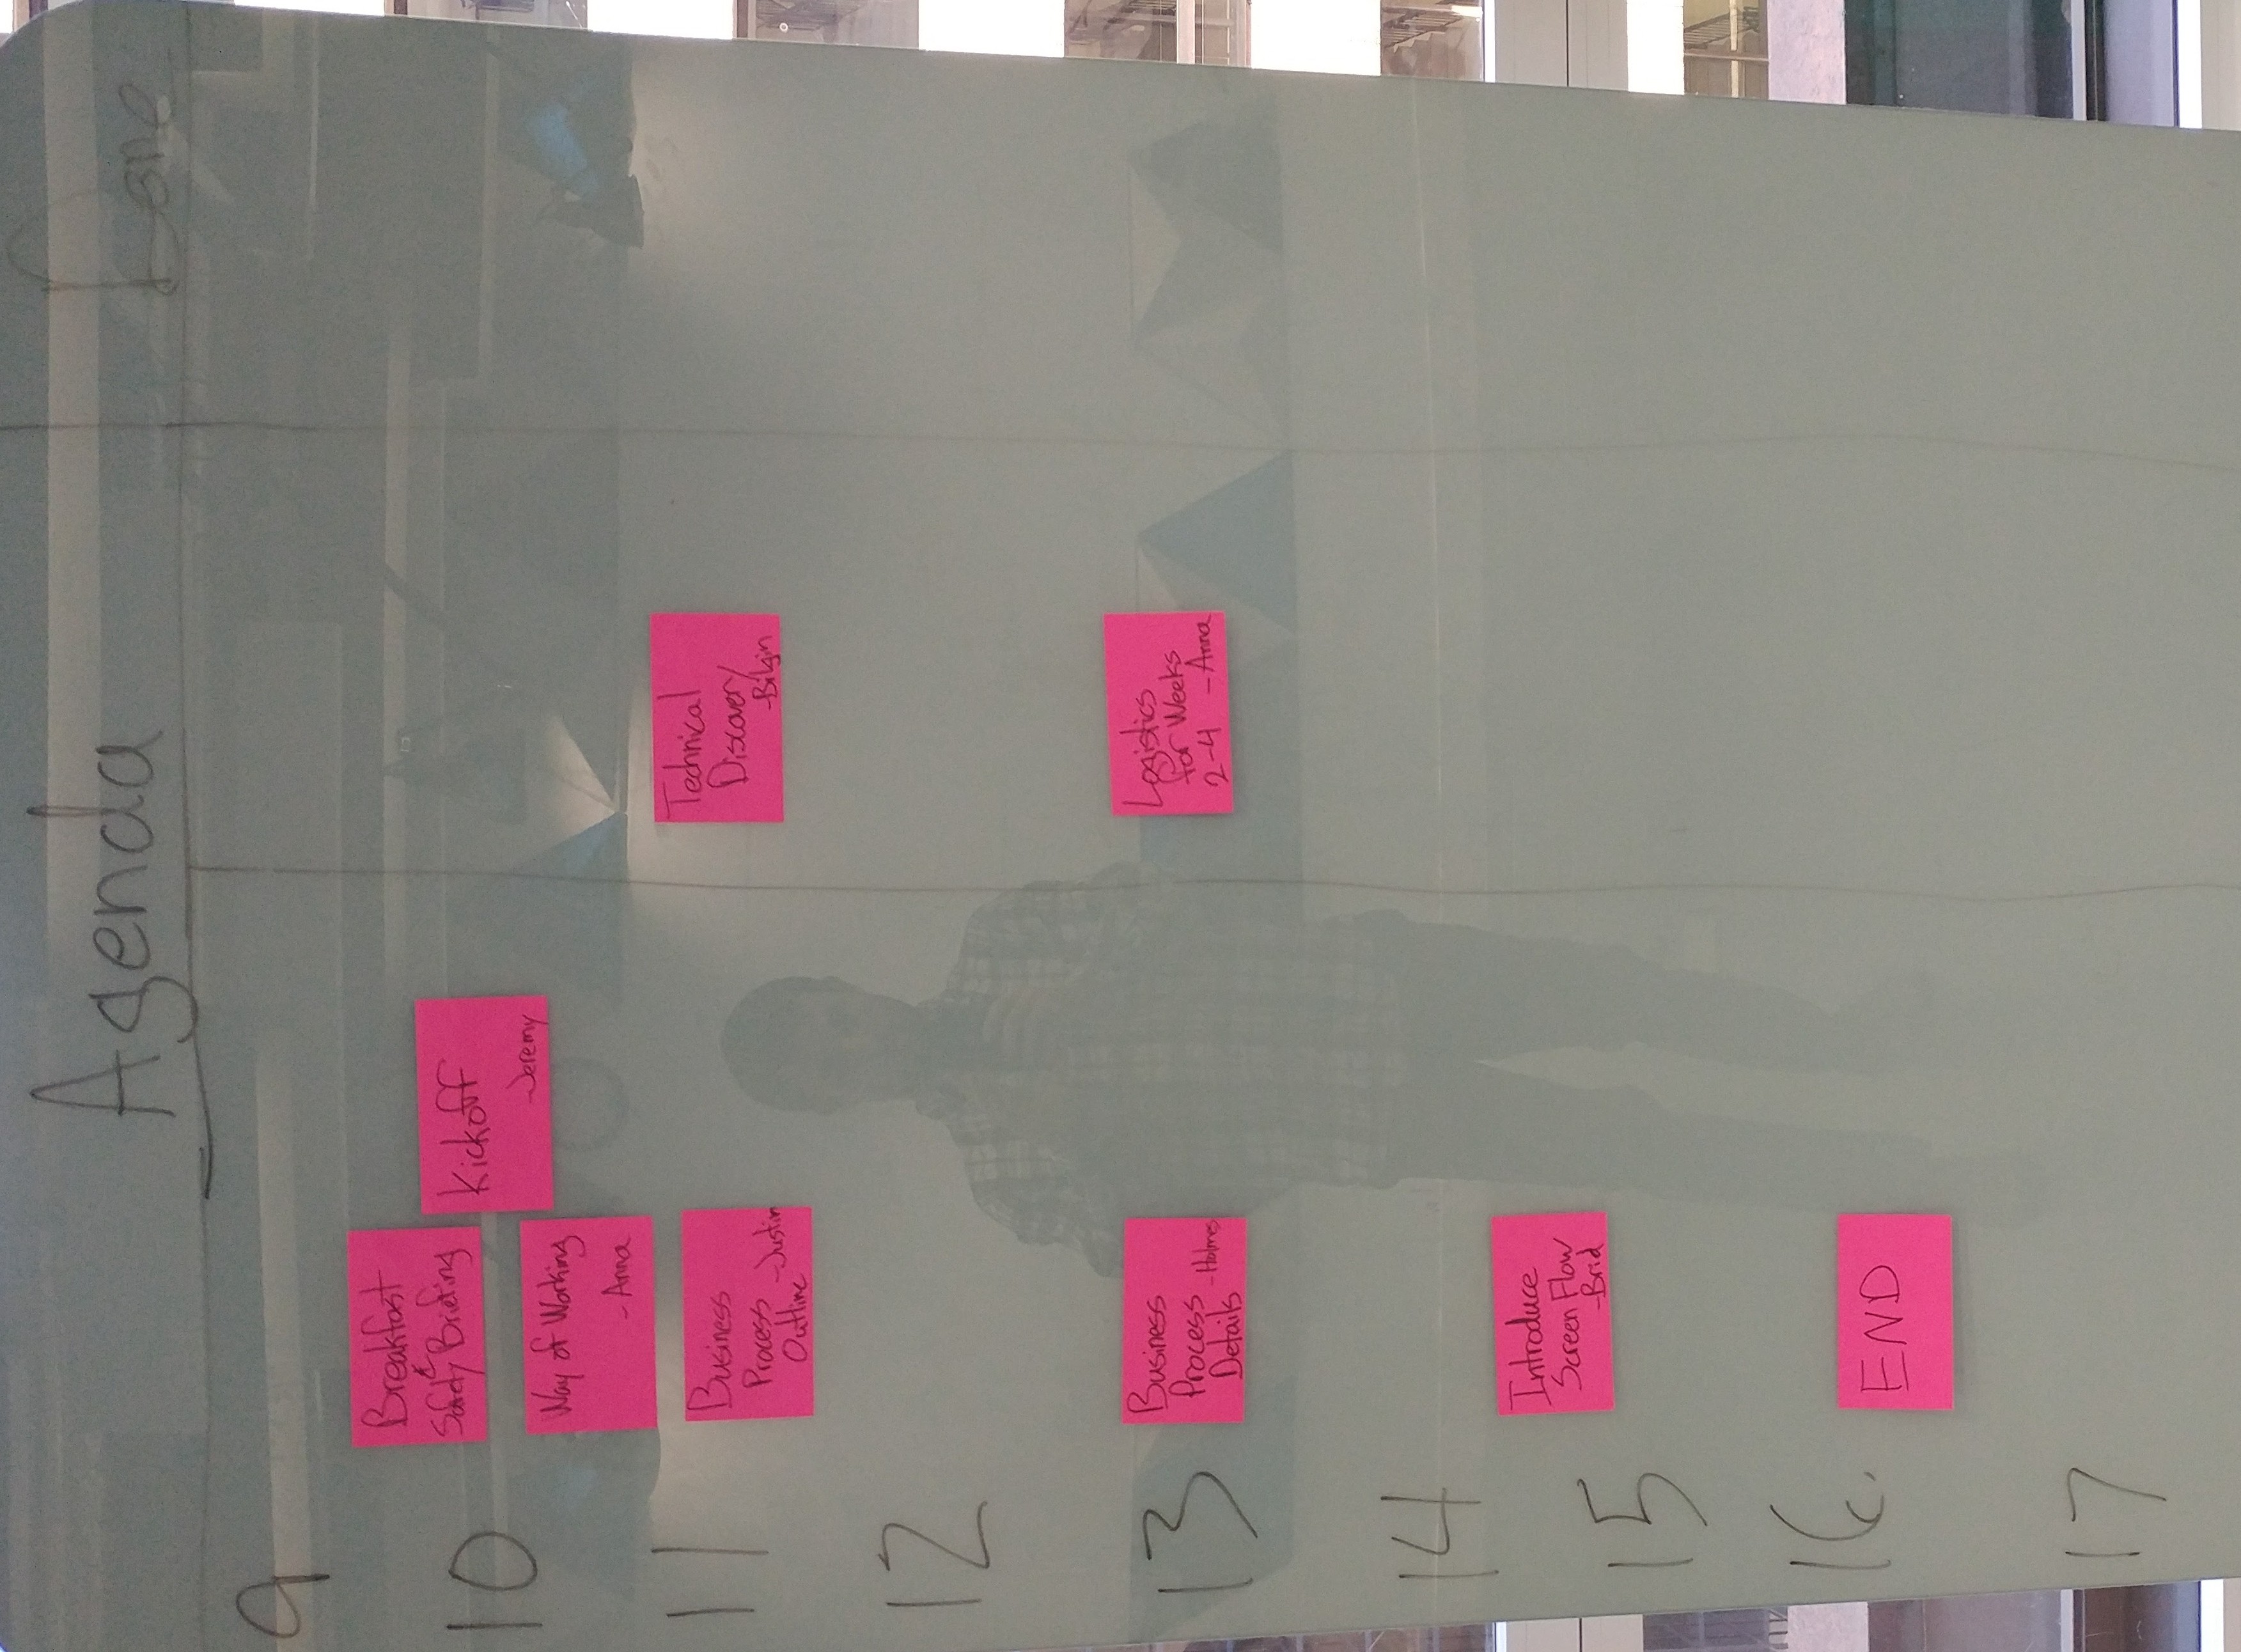 Agenda
Done
9
10
11
12
13
14
15
16
17
Breakfast
&
Safety Briefing
Kickoff
-Jeremy
Way of Working
- Anna
Business
Process
Outline
-Justin
Technical
Discovery
-Bilgin
Business
Process
Details
-Holmes
Logistics
for Weeks
2-4 -Anna
Introduce
Screen Flow
END